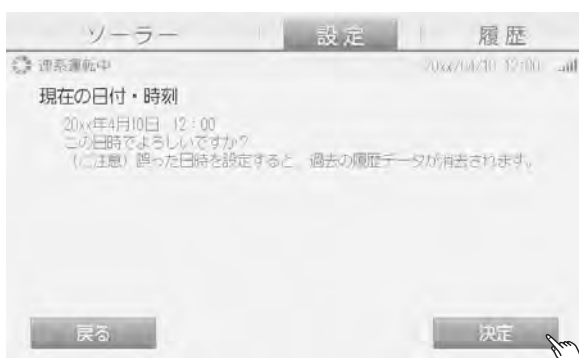 ソーラー 設定 履歴
連系運転中 20xx/04/10 12:00
現在の日付・時刻
20xx年4月10日 12：00
この日時でよろしいですか？
（ご注意）誤った日時を設定すると、過去の履歴データが消去されます。
戻る 決定